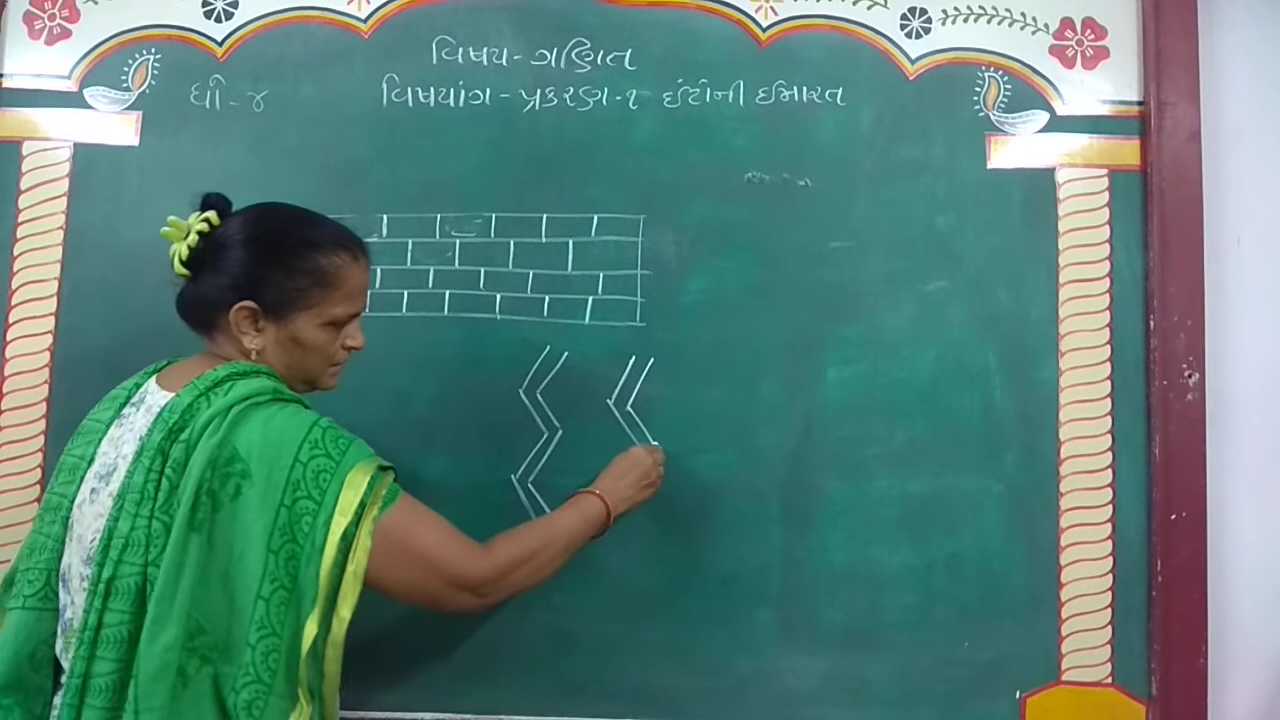 વિષય - ગણિત
ધો - ૪
વિષયાંગ - પ્રકરણ - ૧ ઈંટોની ઈમારત